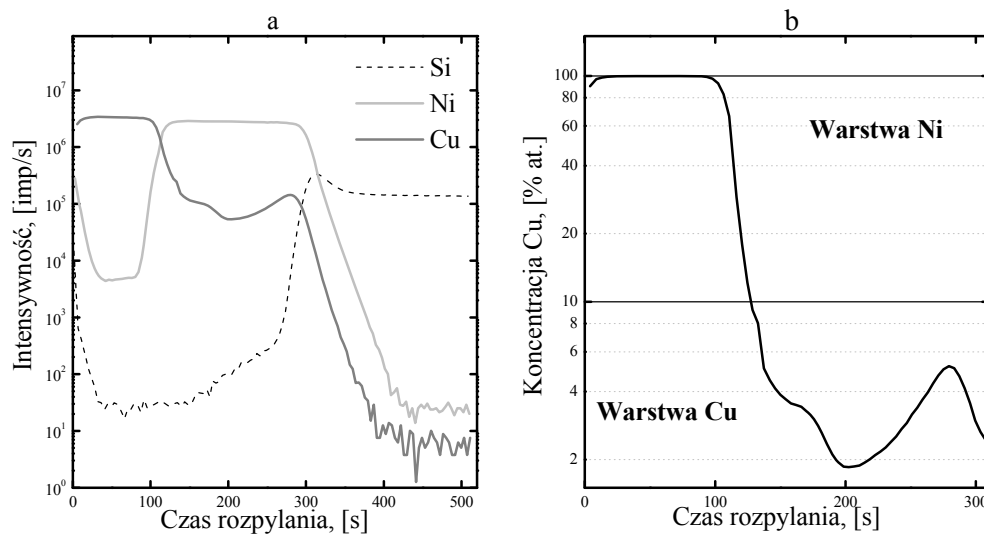 a
Intensywność, [imp/s]
10⁷
10⁶
10⁵
10⁴
10³
10²
10¹
10⁰
Si
Ni
Cu
0 100 200 300 400 500
Czas rozpylania, [s]
b
Koncentracja Cu, [% at.]
100
80
60
40
20
10
8
6
4
2
Warstwa Ni
Warstwa Cu
0 100 200 300
Czas rozpylania, [s]